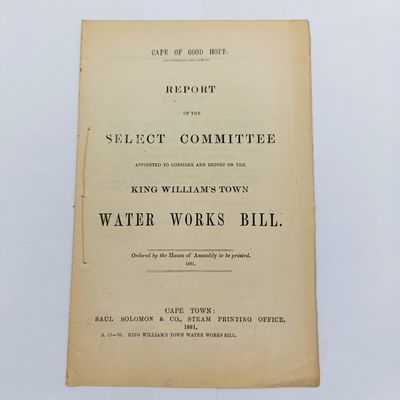 CAPE OF GOOD HOPE.
REPORT
OF THE
SELECT COMMITTEE
APPOINTED TO CONSIDER AND REPORT ON THE
KING WILLIAM'S TOWN
WATER WORKS BILL.
Ordered by the House of Assembly to be printed.
1881.
CAPE TOWN:
SAUL SOLOMON & CO., STEAM PRINTING OFFICE.
1881.
A. 17—'81. KING WILLIAM'S TOWN WATER WORKS BILL.